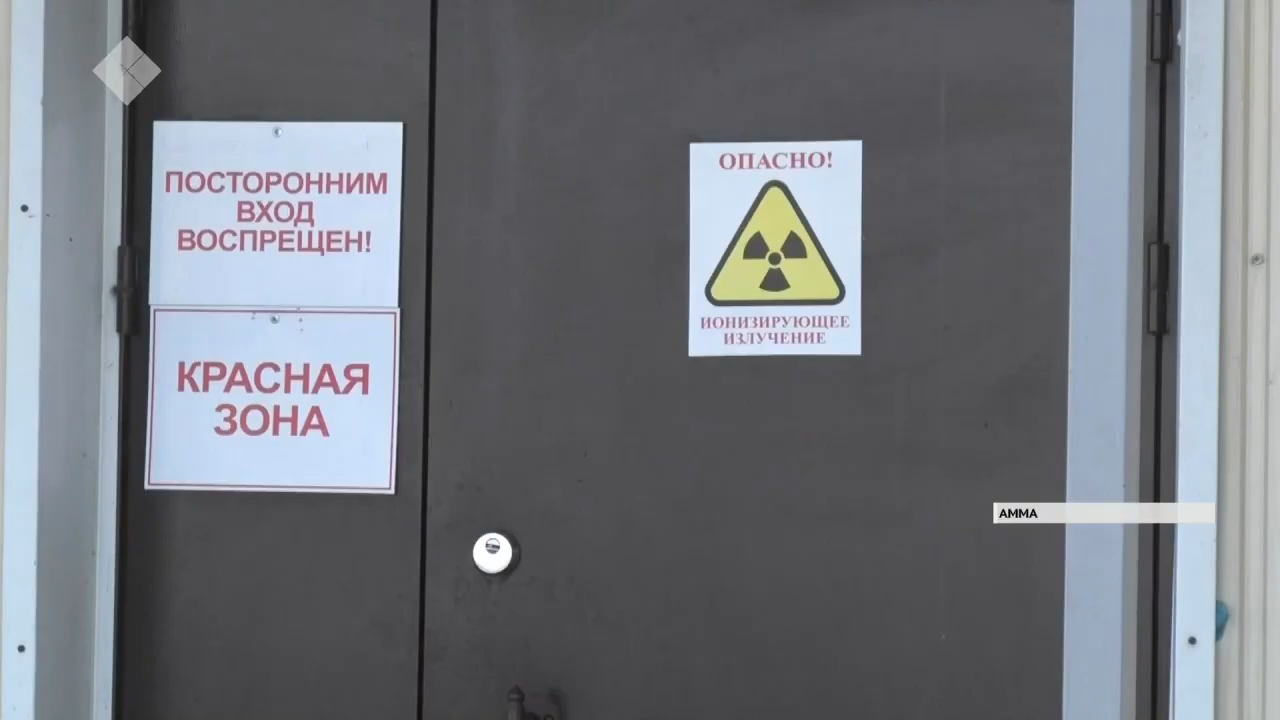 ПОСТОРОННИМ
ВХОД
ВОСПРЕЩЕН!
КРАСНАЯ
ЗОНА
ОПАСНО!
ИОНИЗИРУЮЩЕЕ
ИЗЛУЧЕНИЕ
АММА